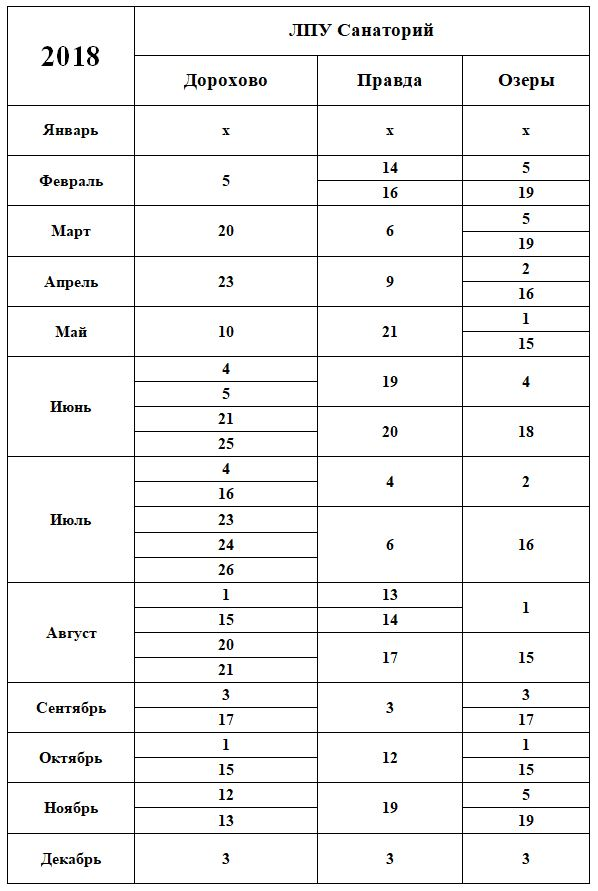 2018
ЛПУ Санаторий
Дорохово Правда Озеры
Январь x x x
Февраль 5 14 5
16 19
Март 20 6 5
19
Апрель 23 9 2
16
Май 10 21 1
15
Июнь 4 19 4
5
21 20 18
25
Июль 4 4 2
16
23 6 16
24
26
Август 1 13 1
15 14
20 17 15
21
Сентябрь 3 3 3
17 17
Октябрь 1 12 1
15 15
Ноябрь 12 19 5
13 19
Декабрь 3 3 3